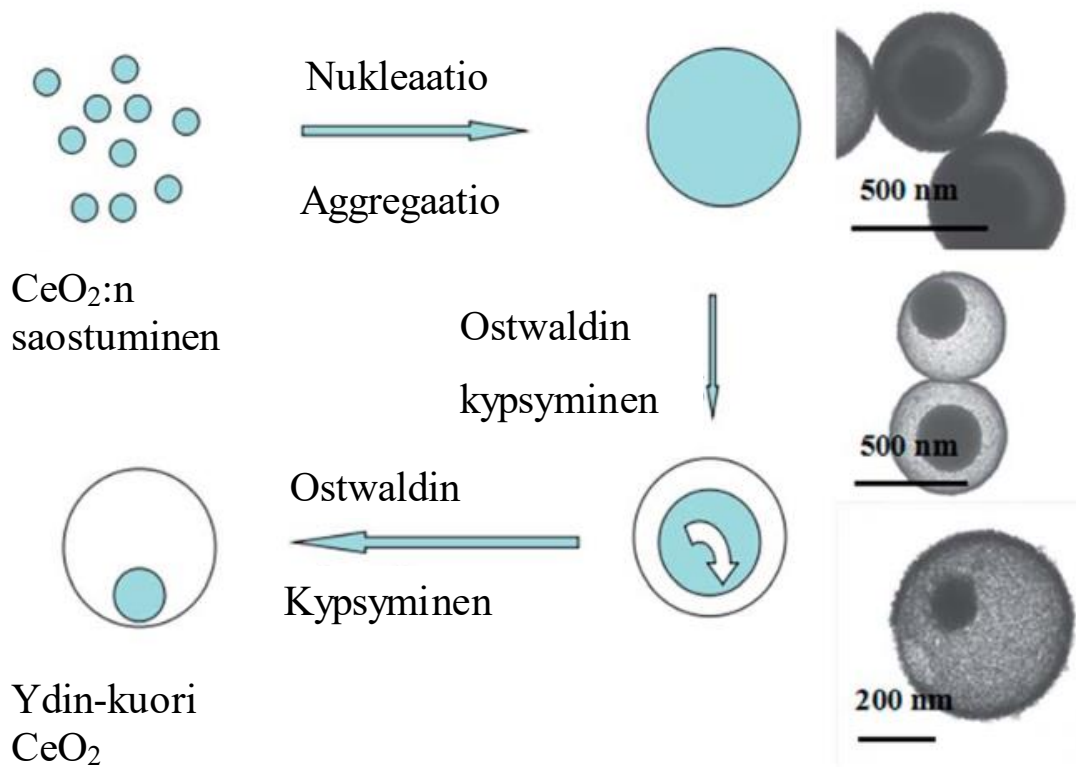 Nukleaatio
Aggregaatio
500 nm
CeO₂:n
saostuminen
Ostwaldin
kypsyminen
500 nm
Ostwaldin
Kypsyminen
200 nm
Ydin-kuori
CeO₂